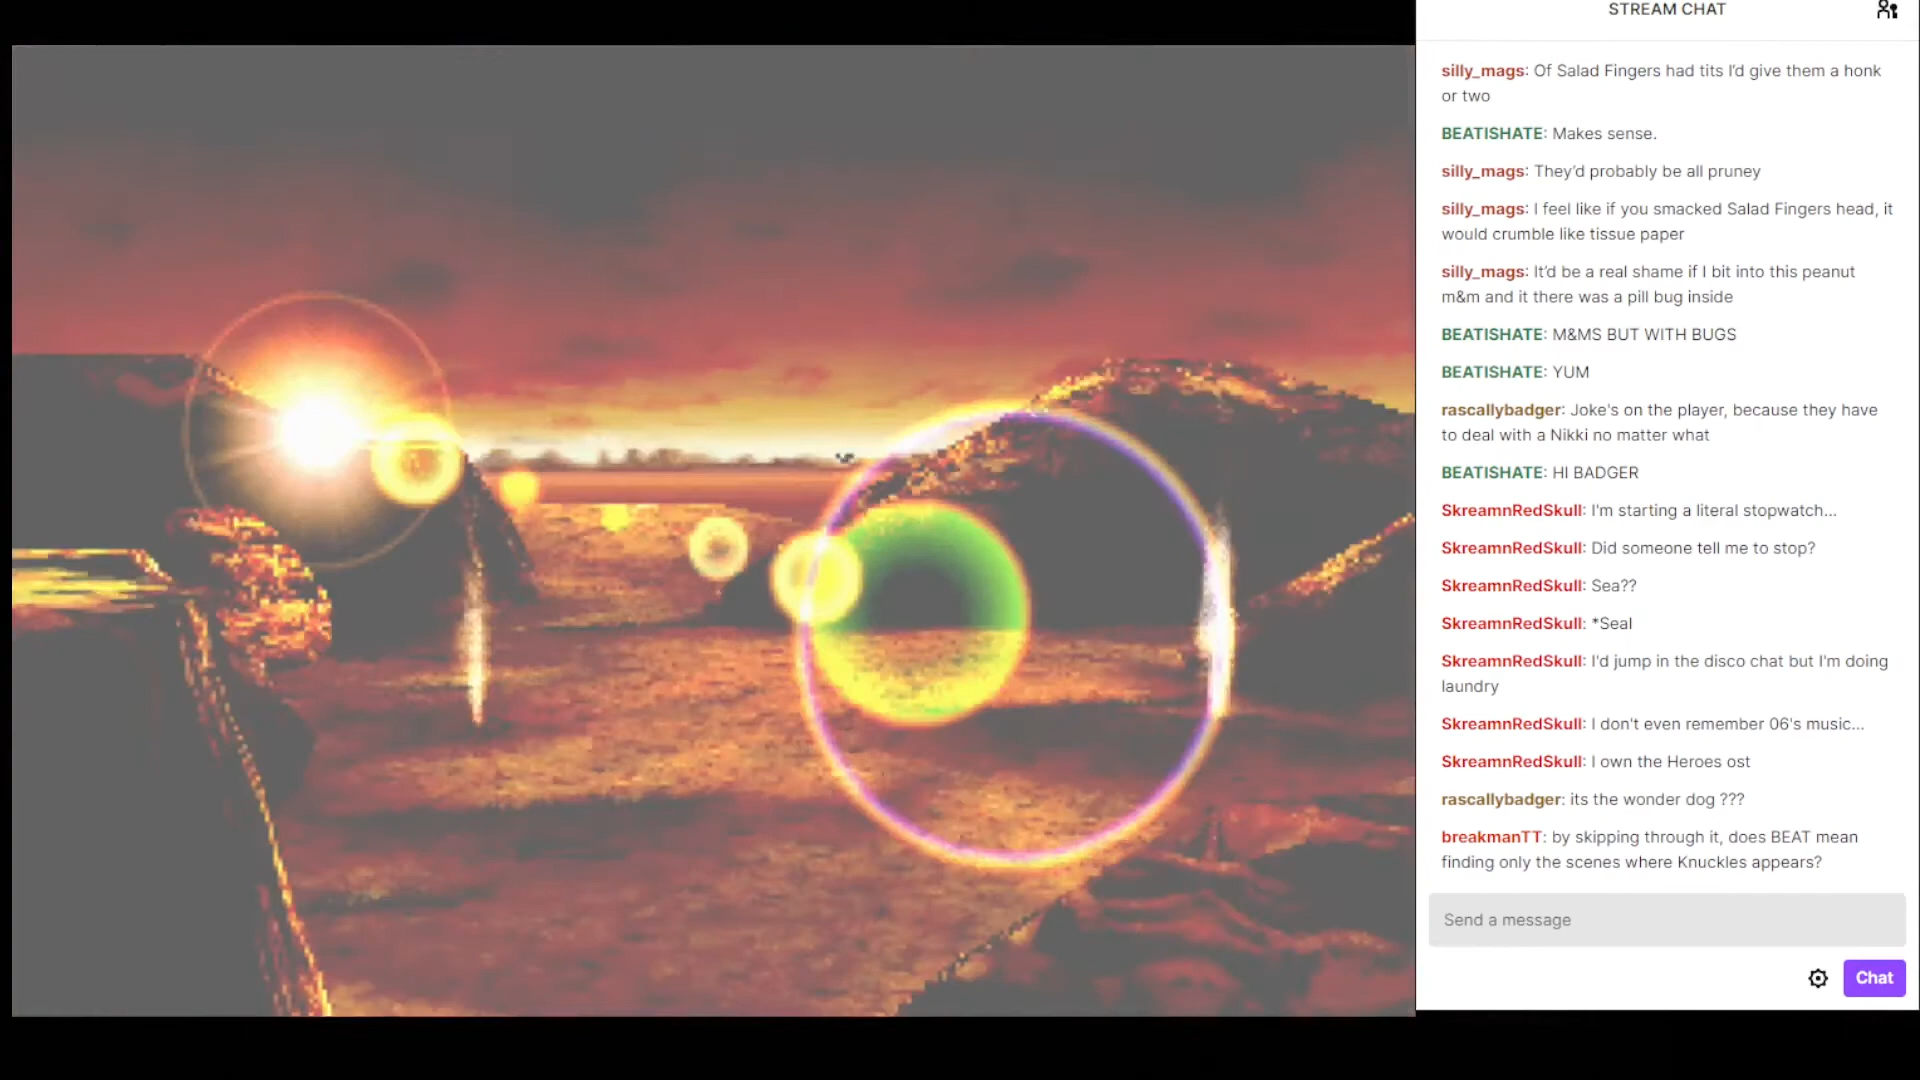 STREAM CHAT
silly_mags: Of Salad Fingers had tits I'd give them a honk
or two
BEATISHATE: Makes sense.
silly_mags: They'd probably be all pruney
silly_mags: I feel like if you smacked Salad Fingers head, it
would crumble like tissue paper
silly_mags: It'd be a real shame if I bit into this peanut
m&m and it there was a pill bug inside
BEATISHATE: M&MS BUT WITH BUGS
BEATISHATE: YUM
rascallybadger: Joke's on the player, because they have
to deal with a Nikki no matter what
BEATISHATE: HI BADGER
SkreamnRedSkull: I'm starting a literal stopwatch...
SkreamnRedSkull: Did someone tell me to stop?
SkreamnRedSkull: Sea??
SkreamnRedSkull: *Seal
SkreamnRedSkull: I'd jump in the disco chat but I'm doing
laundry
SkreamnRedSkull: I don't even remember 06's music...
SkreamnRedSkull: I own the Heroes ost
rascallybadger: its the wonder dog ???
breakmanTT: by skipping through it, does BEAT mean
finding only the scenes where Knuckles appears?
Send a message
Chat